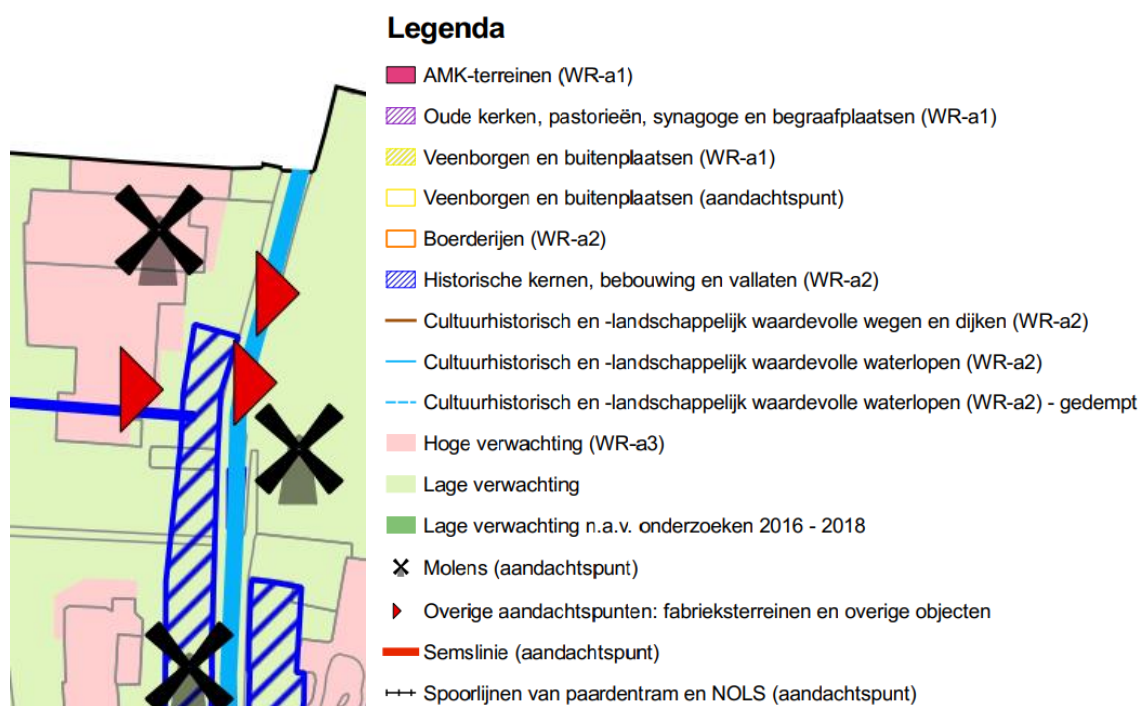 Legenda
AMK-terreinen (WR-a1)
Oude kerken, pastorieën, synagoge en begraafplaatsen (WR-a1)
Veenborgen en buitenplaatsen (WR-a1)
Veenborgen en buitenplaatsen (aandachtspunt)
Boerderijen (WR-a2)
Historische kernen, bebouwing en vallaten (WR-a2)
Cultuurhistorisch en -landschappelijk waardevolle wegen en dijken (WR-a2)
Cultuurhistorisch en -landschappelijk waardevolle waterlopen (WR-a2)
Cultuurhistorisch en -landschappelijk waardevolle waterlopen (WR-a2) - gedempt
Hoge verwachting (WR-a3)
Lage verwachting
Lage verwachting n.a.v. onderzoeken 2016 - 2018
Molens (aandachtspunt)
Overige aandachtspunten: fabrieksterreinen en overige objecten
Semslinie (aandachtspunt)
Spoorlijnen van paardentram en NOLS (aandachtspunt)